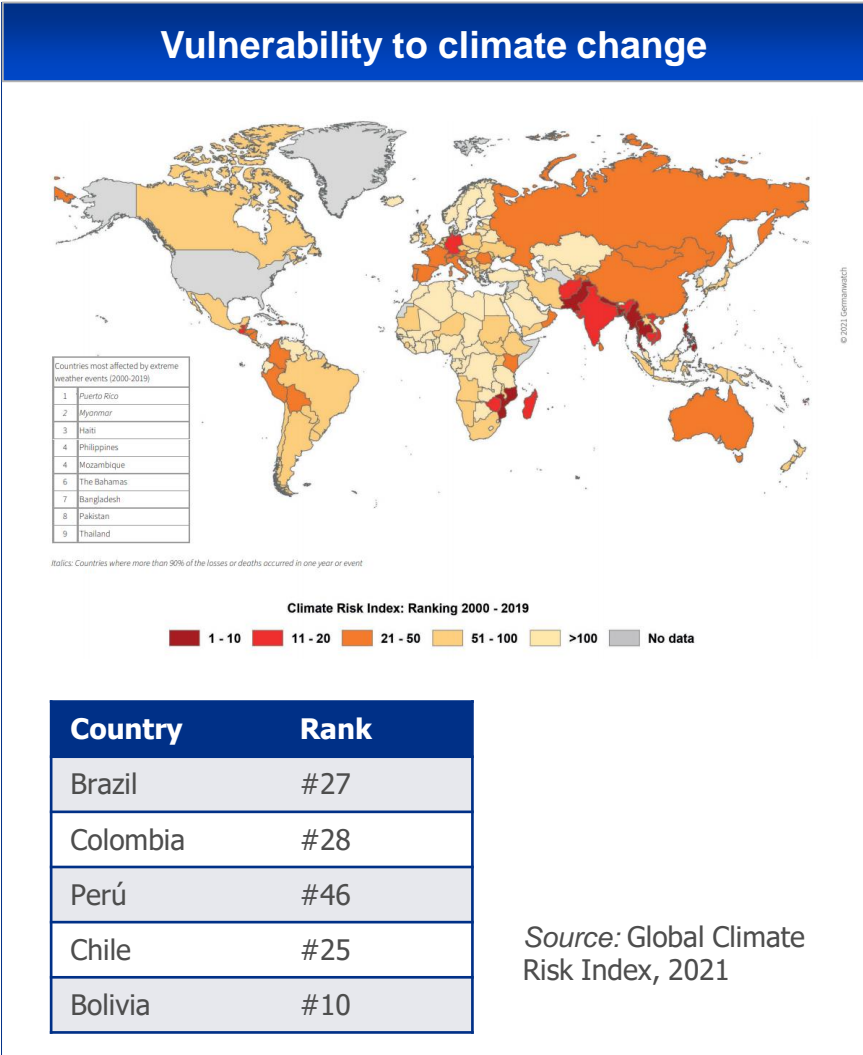 Vulnerability to climate change
© 2021 Germanwatch
Countries most affected by extreme
weather events (2000-2019)
1 Puerto Rico
2 Myanmar
3 Haiti
4 Philippines
4 Mozambique
6 The Bahamas
7 Bangladesh
8 Pakistan
9 Thailand
Italics: Countries where more than 90% of the losses or deaths occurred in one year or event
Climate Risk Index: Ranking 2000 - 2019
1 - 10 11 - 20 21 - 50 51 - 100 >100 No data
Country Rank
Brazil #27
Colombia #28
Perú #46
Chile #25
Bolivia #10
Source: Global Climate
Risk Index, 2021